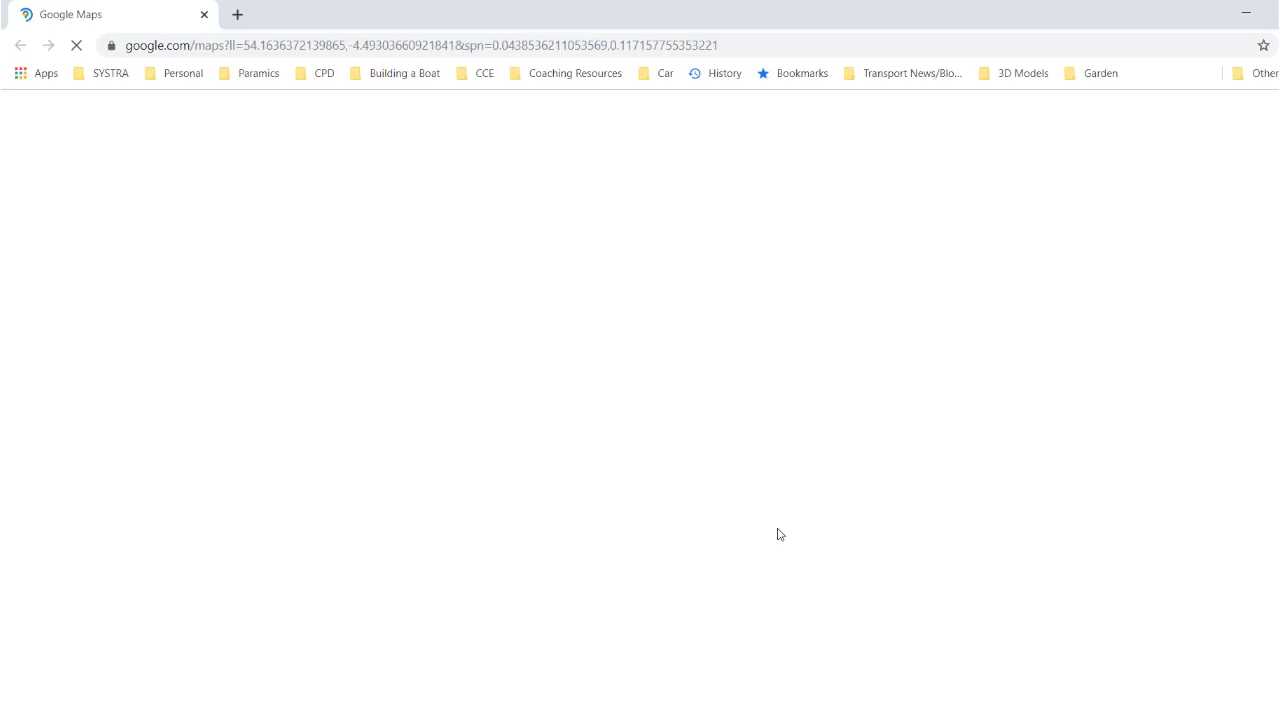 Google Maps
google.com/maps?ll=54.1636372139865,-4.49303660921841&spn=0.0438536211053569,0.117157755353221
Apps SYSTRA Personal Paramics CPD Building a Boat CCE Coaching Resources Car History Bookmarks Transport News/Blo... 3D Models Garden Other